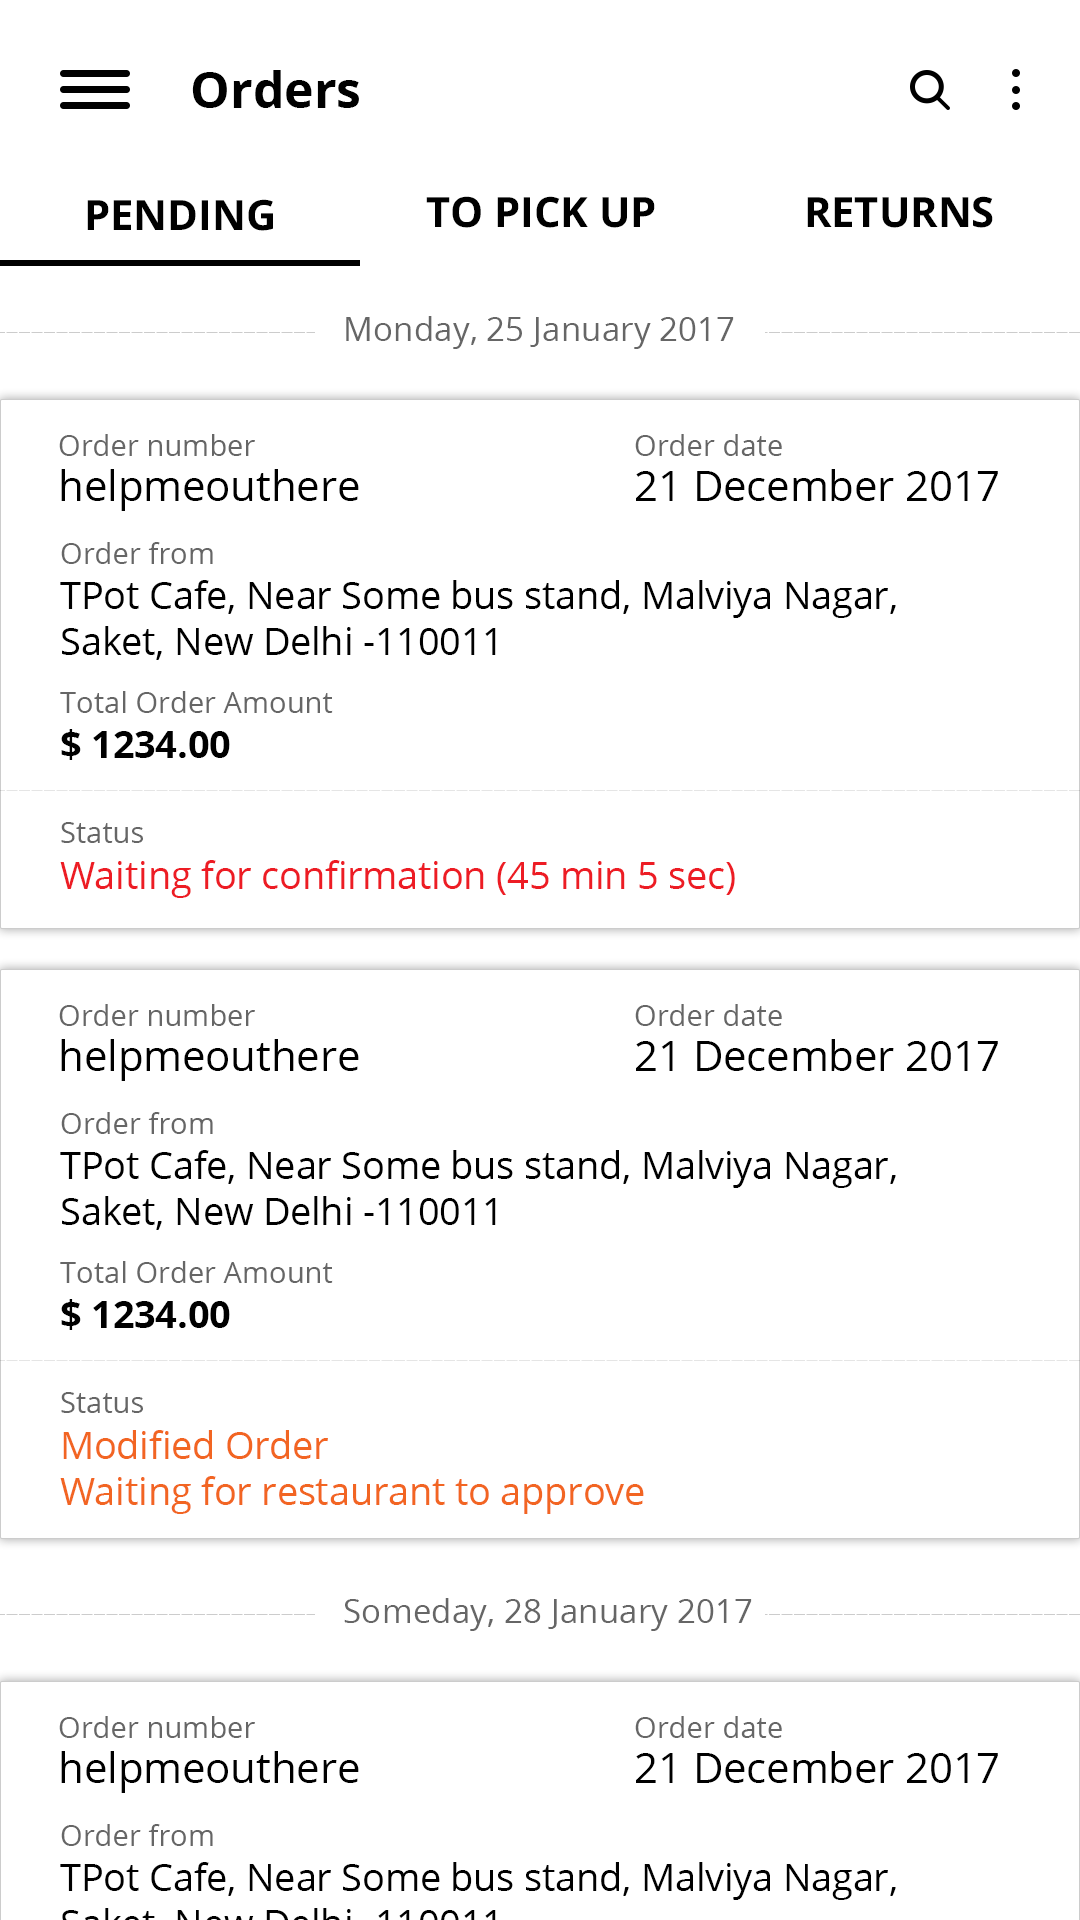 Orders
PENDING TO PICK UP RETURNS
Monday, 25 January 2017
Order number Order date
helpmeouthere 21 December 2017
Order from
TPot Cafe, Near Some bus stand, Malviya Nagar,
Saket, New Delhi -110011
Total Order Amount
$ 1234.00
Status
Waiting for confirmation (45 min 5 sec)
Order number Order date
helpmeouthere 21 December 2017
Order from
TPot Cafe, Near Some bus stand, Malviya Nagar,
Saket, New Delhi -110011
Total Order Amount
$ 1234.00
Status
Modified Order
Waiting for restaurant to approve
Someday, 28 January 2017
Order number Order date
helpmeouthere 21 December 2017
Order from
TPot Cafe, Near Some bus stand, Malviya Nagar,
Saket, New Delhi -110011